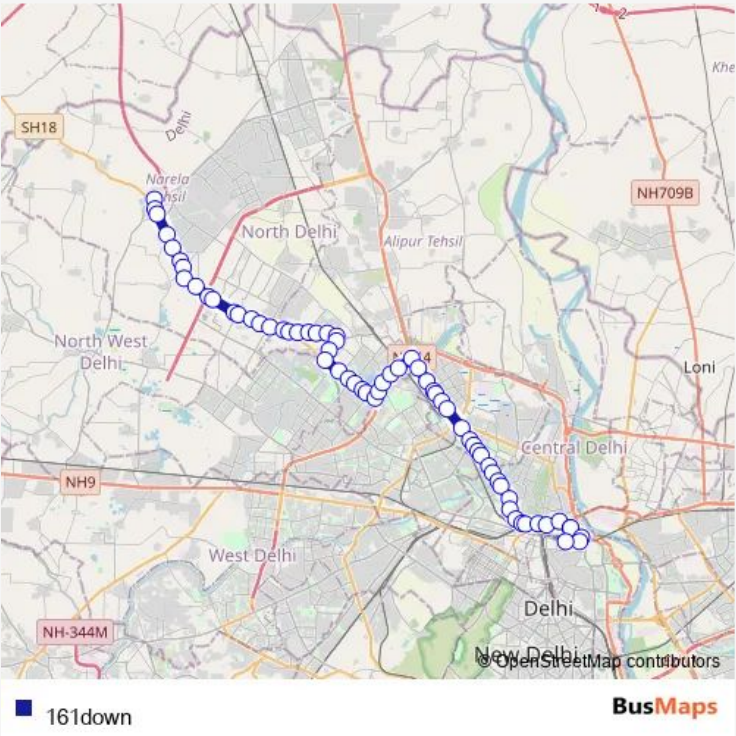 2
Khe
SH18
Delhi
Narela
NH709B
North Delhi
Alipur Tehsil
North West
Delhi
Loni
Central Delhi
NH9
West Delhi
Delhi
NH-344M
New Delhi
© OpenStreetMap contributors
161down
BusMaps